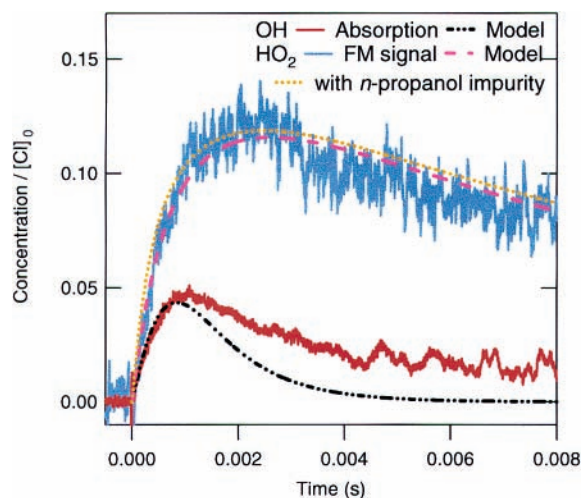 OH Absorption Model
HO2 FM signal Model
with n-propanol impurity
0.15
0.10
0.05
0.00
Concentration / [Cl]0
0.000 0.002 0.004 0.006 0.008
Time (s)